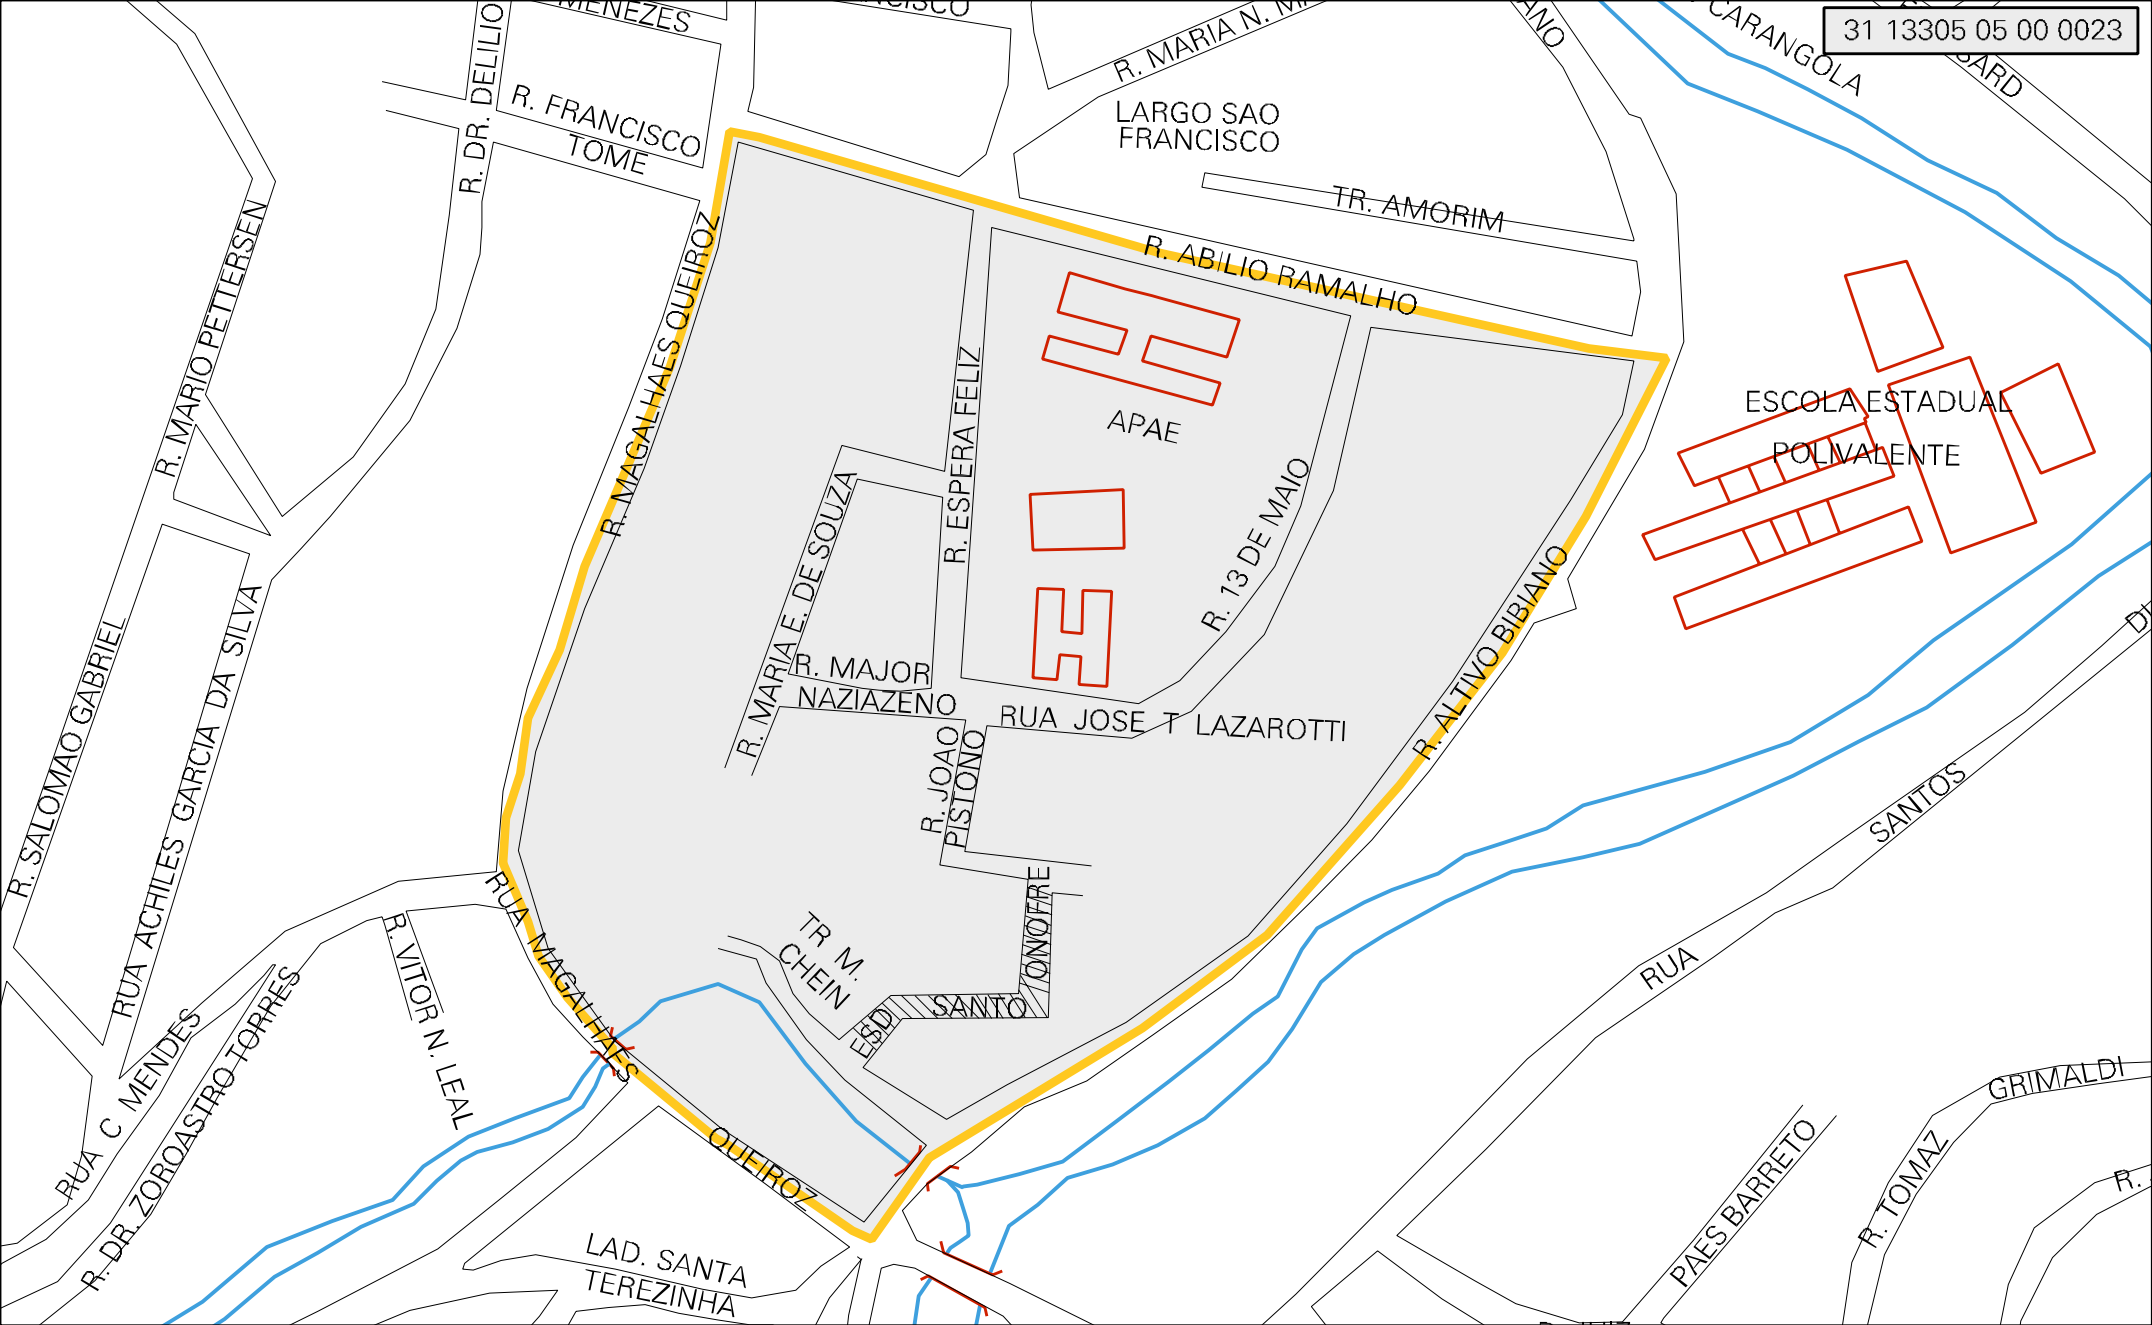 MENEZES
R. MARIA N.
CARANGOLA
31 13305 05 00 0023
R. DR. DELILIO
R. FRANCISCO
TOME
LARGO SAO
FRANCISCO
TR. AMORIM
R. ABILIO RAMALHO
R. MARIO PETTERSEN
R. MAGALHAES QUEIROZ
R. ESPERA FELIZ
APAE
R. 13 DE MAIO
ESCOLA ESTADUAL
POLIVALENTE
R. MARIA E. DE SOUZA
R. MAJOR
NAZIAZENO
RUA JOSE T LAZAROTTI
R. ALTIVO BIBIANO
R. JOAO
PISTONO
R. SALOMAO GABRIEL
RUA ACHILES GARCIA DA SILVA
RUA MAGALHAES
QUEIROZ
R. VITOR N. LEAL
TR M.
CHEIN
ESD
SANTO
ONOFRE
RUA SANTOS
RUA C MENDES
R. DR. ZOROASTRO TORRES
LAD. SANTA
TEREZINHA
PAES BARRETO
R. TOMAZ
GRIMALDI
R.